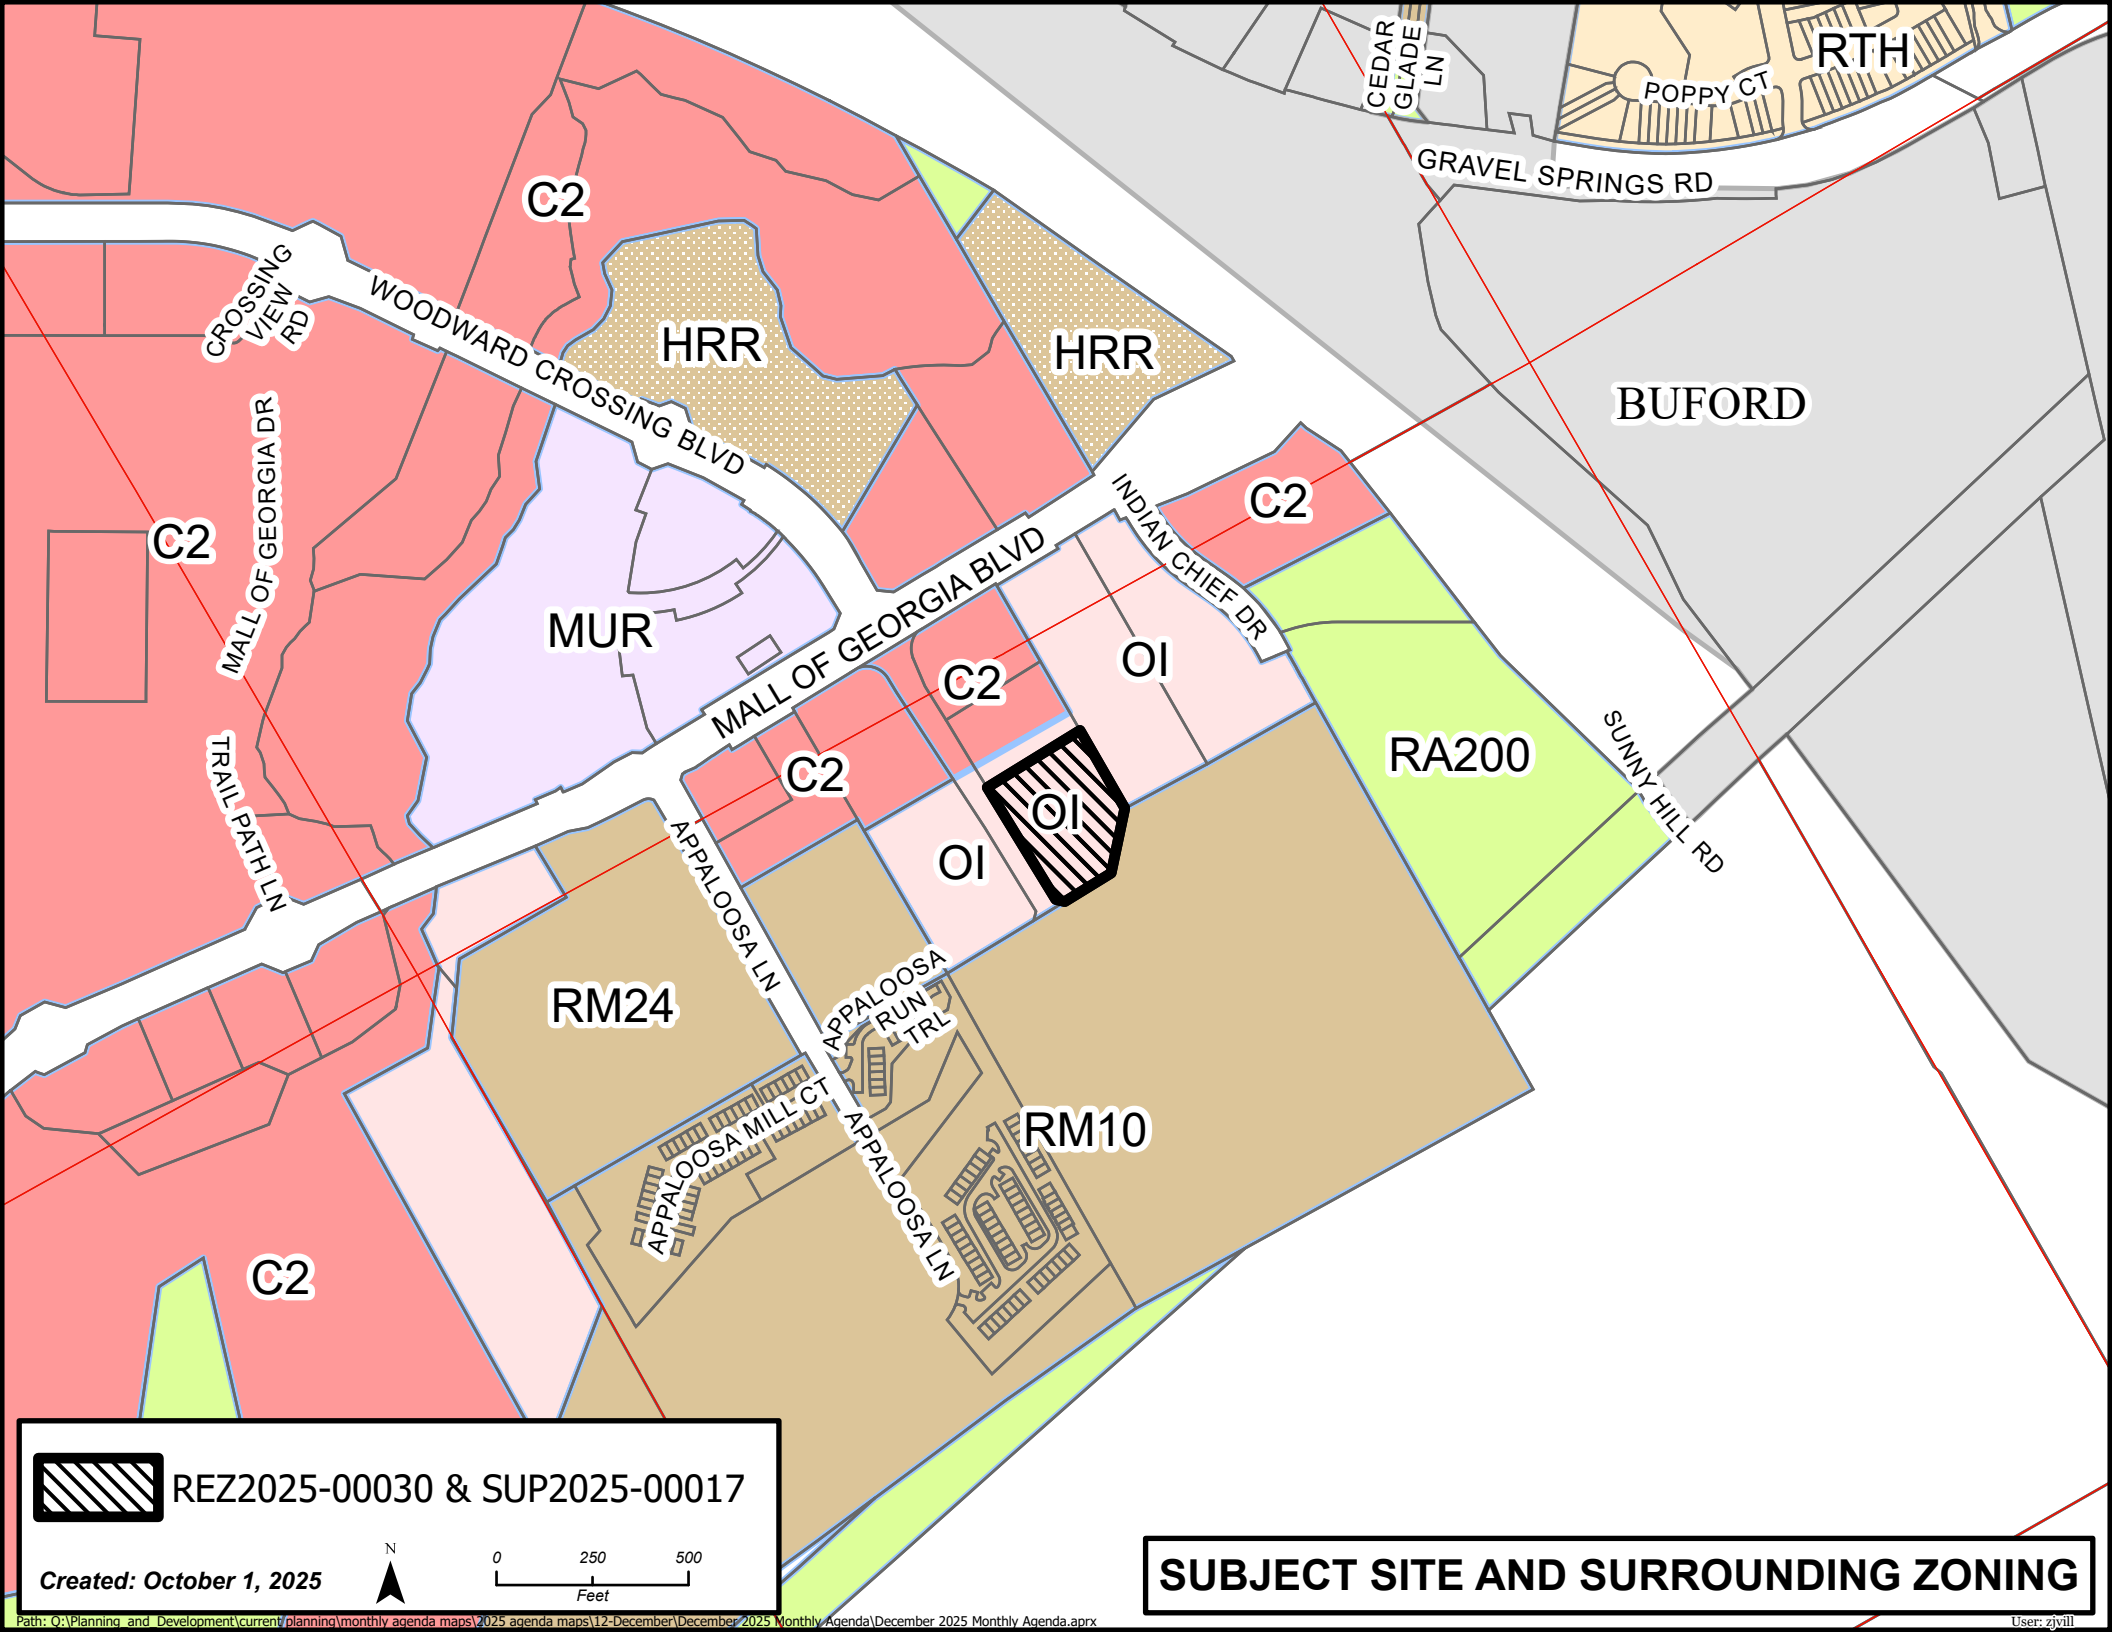 CEDAR
GLADE
LN
RTH
POPPY CT
GRAVEL SPRINGS RD
C2
CROSSING
VIEW
RD
WOODWARD CROSSING BLVD
HRR
HRR
BUFORD
MALL OF GEORGIA DR
C2
INDIAN CHIEF DR
C2
MUR
MALL OF GEORGIA BLVD
OI
C2
C2
RA200
SUNNY HILL RD
TRAIL PATH LN
OI
OI
APPALOOSA LN
RM24
APPALOOSA
RUN
TRL
APPALOOSA MILL CT
RM10
APPALOOSA LN
C2
REZ2025-00030 & SUP2025-00017
Created: October 1, 2025
N
0 250 500
Feet
SUBJECT SITE AND SURROUNDING ZONING
Path: Q:\Planning_and_Development\current planning\monthly agenda maps\2025 agenda maps\12-December\December 2025 Monthly Agenda\December 2025 Monthly Agenda.aprx
User: zjvill